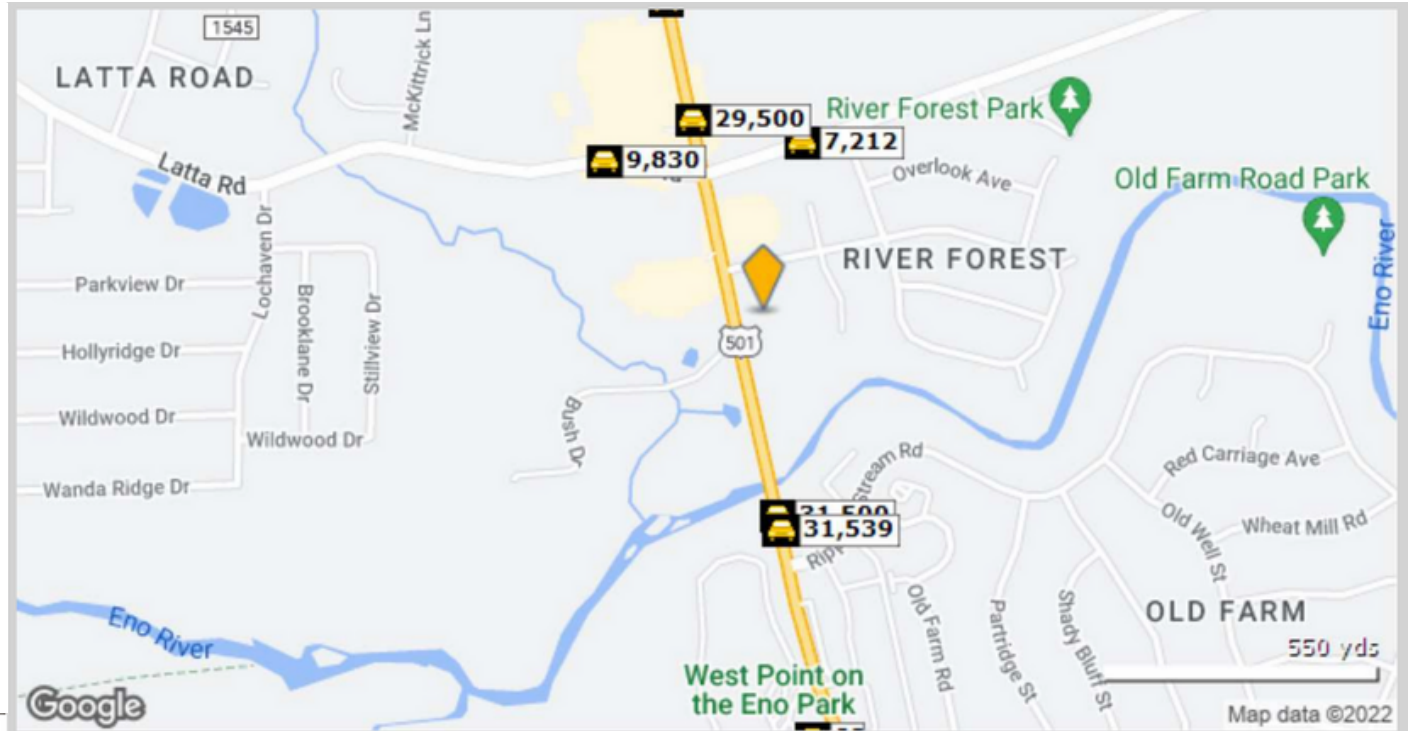 1545
McKittrick Ln
LATTA ROAD
29,500
River Forest Park
7,212
9,830
Latta Rd
Overlook Ave
Old Farm Road Park
Lochaven Dr
RIVER FOREST
Eno River
Parkview Dr
Brooklane Dr
Stillview Dr
501
Hollyridge Dr
Wildwood Dr
Bush Dr
Wildwood Dr
Stream Rd
Red Carriage Ave
Wanda Ridge Dr
31,500
31,539
Old Well St
Wheat Mill Rd
Eno River
Old Farm Rd
Partridge St
Shady Bluff St
OLD FARM
550 yds
West Point on
the Eno Park
Google
Map data ©2022